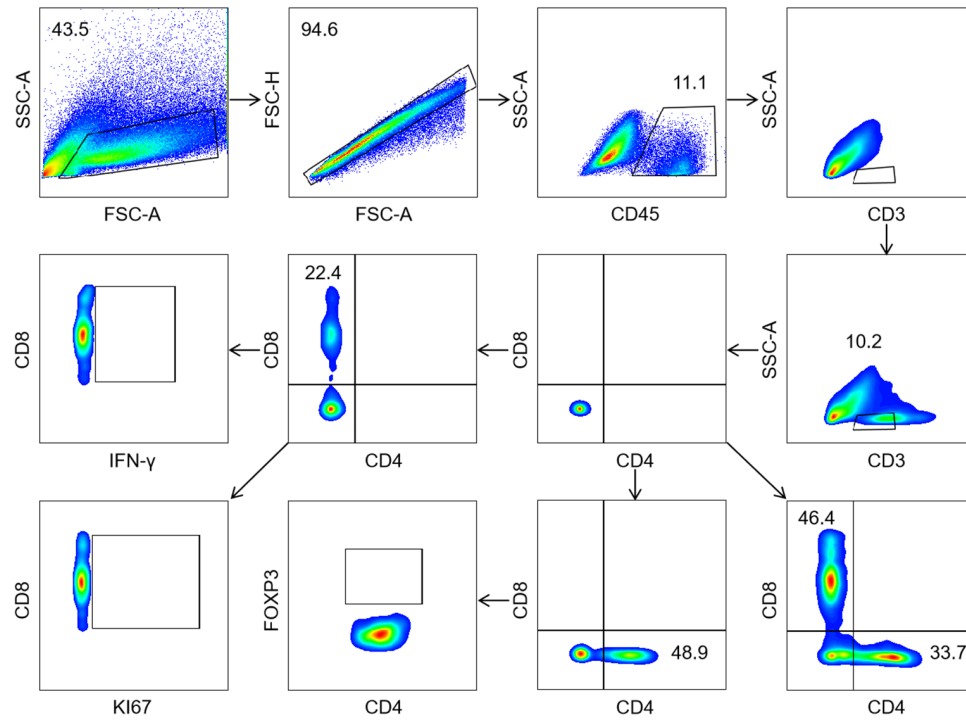 43.5
SSC-A
FSC-A
94.6
FSC-H
FSC-A
11.1
SSC-A
CD45
SSC-A
CD3
CD8
IFN-γ
22.4
CD8
CD4
CD8
CD4
10.2
SSC-A
CD3
CD8
KI67
FOXP3
CD4
CD8
48.9
CD4
46.4
CD8
33.7
CD4